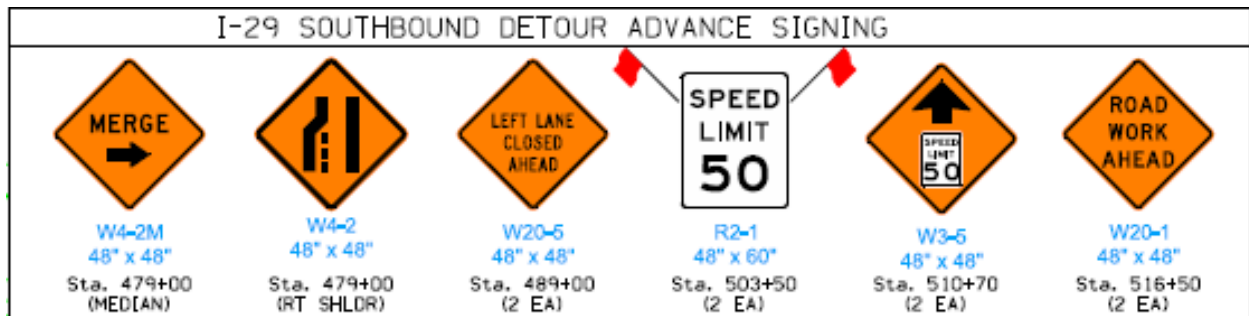 I-29 SOUTHBOUND DETOUR ADVANCE SIGNING
MERGE
W4-2M
48" x 48"
Sta. 479+00
(MEDIAN)
W4-2
48" x 48"
Sta. 479+00
(RT SHLDR)
LEFT LANE
CLOSED
AHEAD
W20-5
48" x 48"
Sta. 489+00
(2 EA)
SPEED
LIMIT
50
R2-1
48" x 60"
Sta. 503+50
(2 EA)
SPEED
LIMIT
50
W3-5
48" x 48"
Sta. 510+70
(2 EA)
ROAD
WORK
AHEAD
W20-1
48" x 48"
Sta. 516+50
(2 EA)